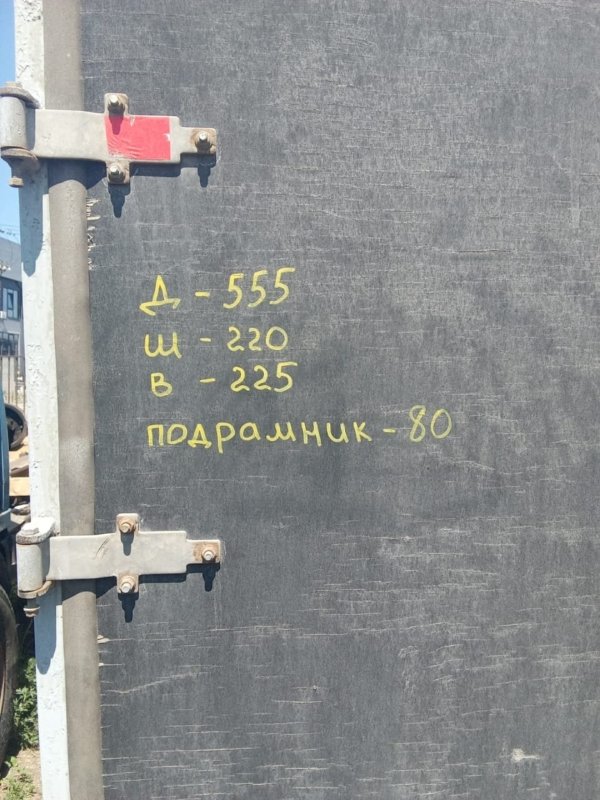 Д - 555
ш - 220
в - 225
подрамник - 80